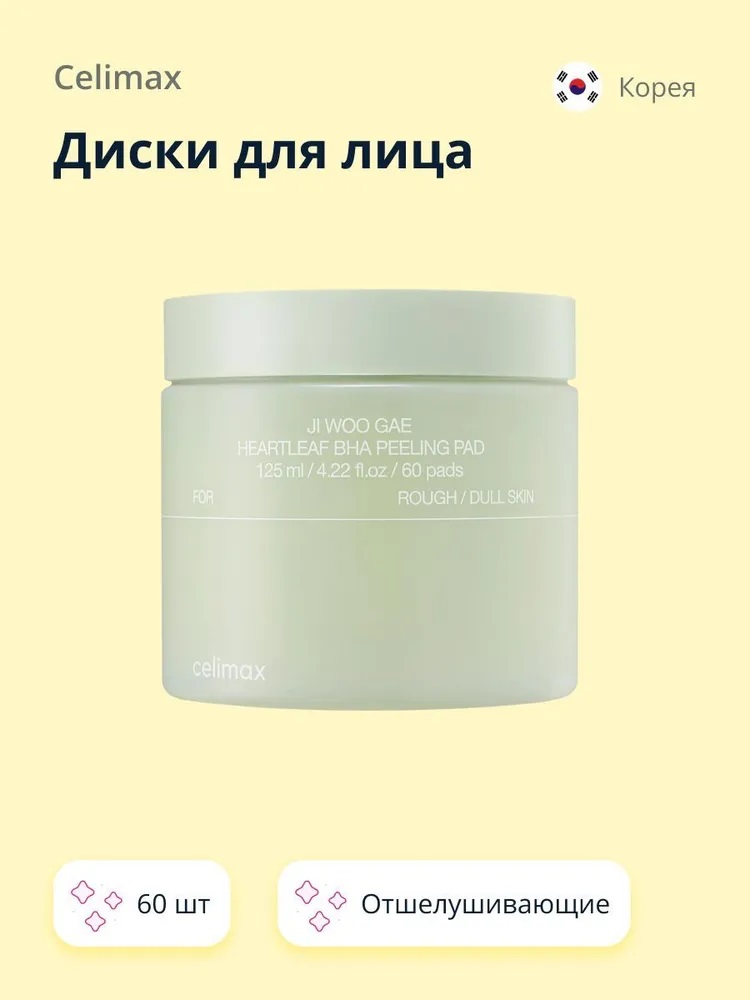 Celimax
Корея
Диски для лица
JI WOO GAE
HEARTLEAF BHA PEELING PAD
125 ml / 4.22 fl.oz / 60 pads
FOR ROUGH / DULL SKIN
celimax
60 шт
Отшелушивающие